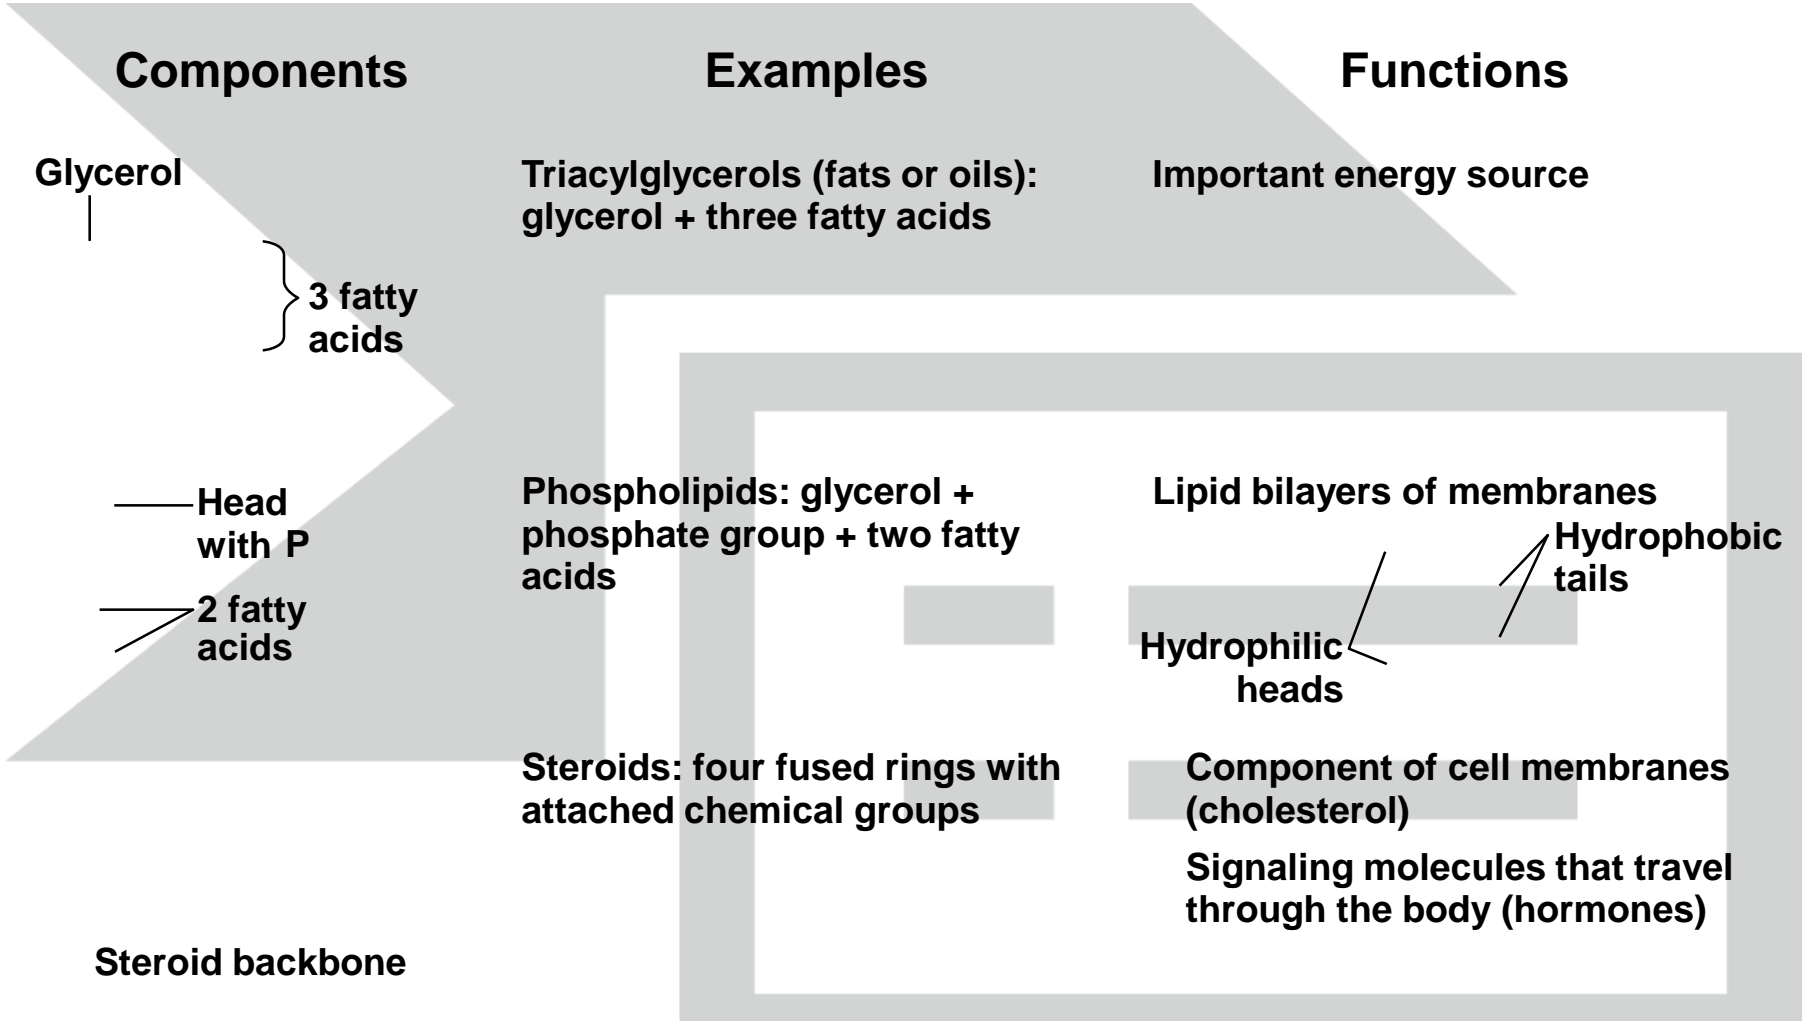 Components
Examples
Functions
Glycerol
3 fatty
acids
Triacylglycerols (fats or oils):
glycerol + three fatty acids
Important energy source
Head
with P
2 fatty
acids
Phospholipids: glycerol +
phosphate group + two fatty
acids
Lipid bilayers of membranes
Hydrophobic
tails
Hydrophilic
heads
Steroid backbone
Steroids: four fused rings with
attached chemical groups
Component of cell membranes
(cholesterol)
Signaling molecules that travel
through the body (hormones)